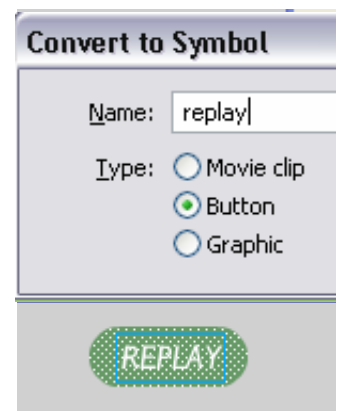 Convert to Symbol
Name: replay
Type: Movie clip
Button
Graphic
REPLAY